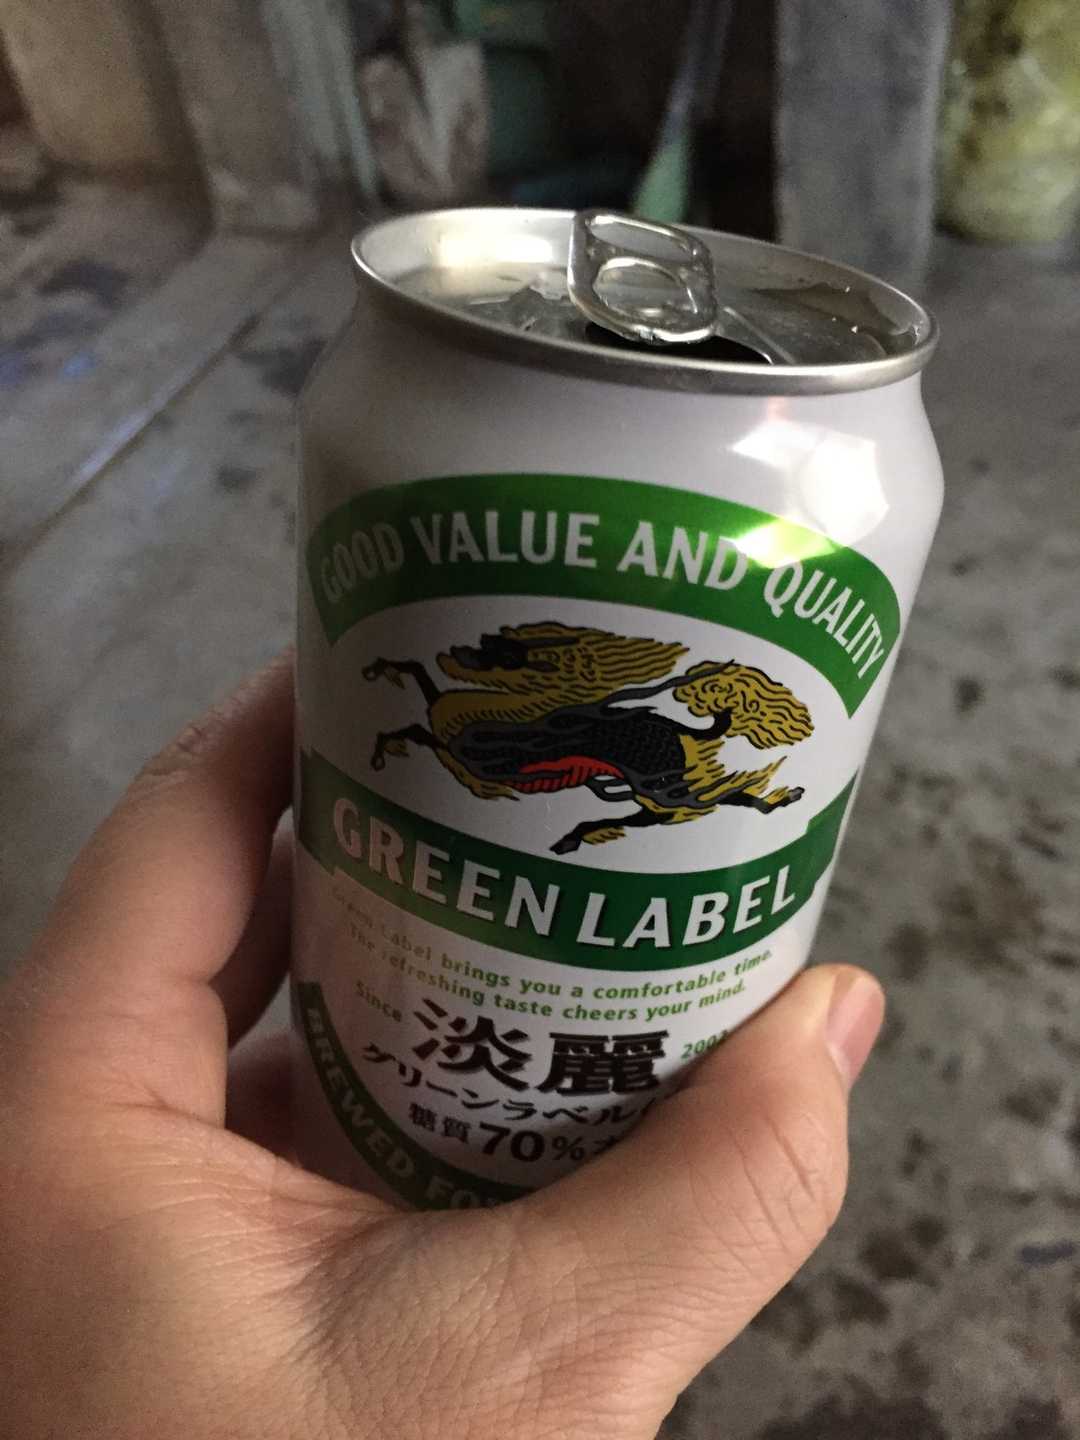 GOOD VALUE AND QUALITY
GREEN LABEL
Green Label brings you a comfortable time.
The refreshing taste cheers your mind.
Since 2002
淡麗
グリーンラベル
糖質70%
BREWED